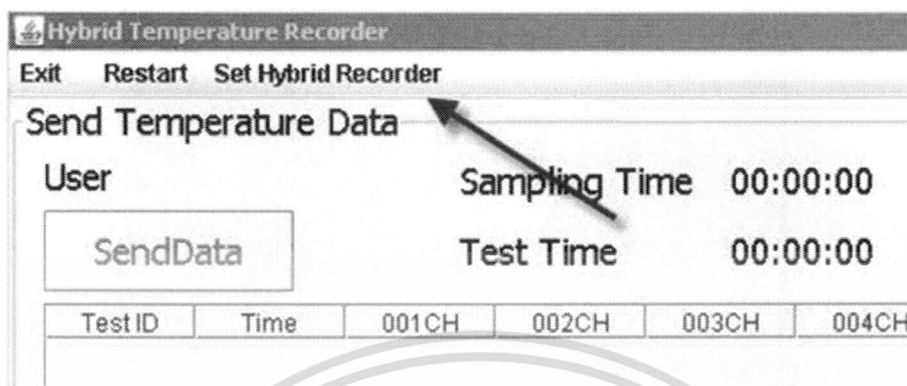 Hybrid Temperature Recorder
Exit Restart Set Hybrid Recorder
Send Temperature Data
User Sampling Time 00:00:00
SendData Test Time 00:00:00
Test ID Time 001CH 002CH 003CH 004CH